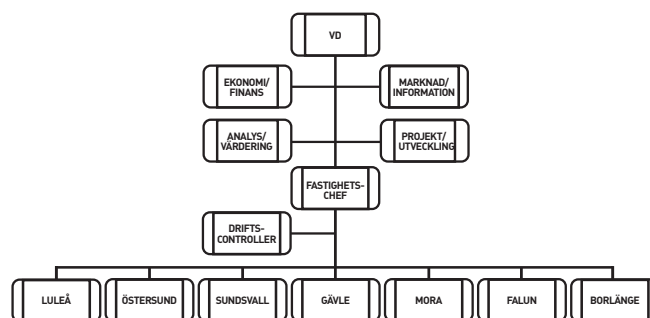 VD
EKONOMI/
FINANS
MARKNAD/
INFORMATION
ANALYS/
VÄRDERING
PROJEKT/
UTVECKLING
FASTIGHETS-
CHEF
DRIFTS-
CONTROLLER
LULEÅ
ÖSTERSUND
SUNDSVALL
GÄVLE
MORA
FALUN
BORLÄNGE